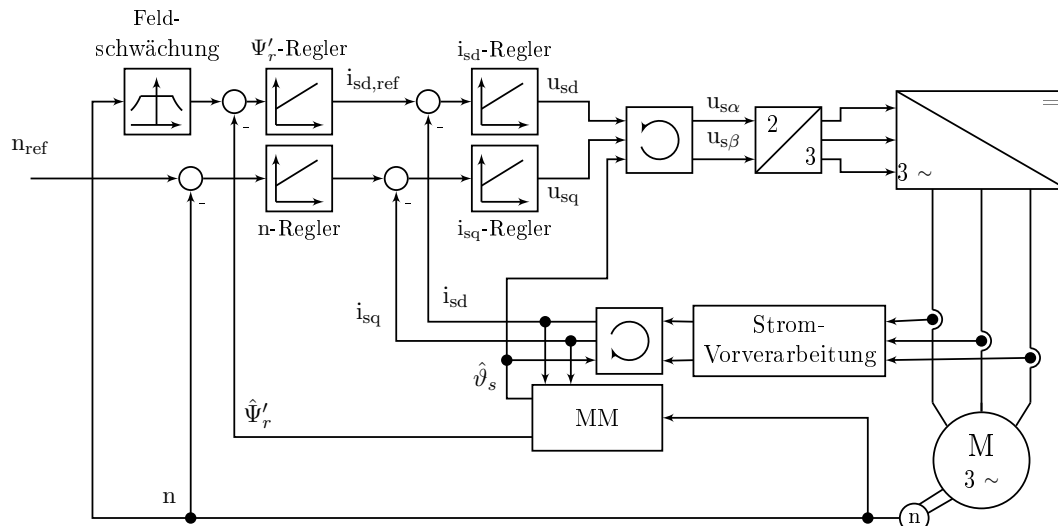 Feld-
schwächung
Ψ′r-Regler
isd-Regler
isd,ref
usd
usα
usβ
2
3
=
3 ~
nref
-
-
-
-
n-Regler
isq-Regler
usq
isq
isd
Strom-
Vorverarbeitung
ϑ̂s
Ψ̂′r
MM
M
3 ~
n
n